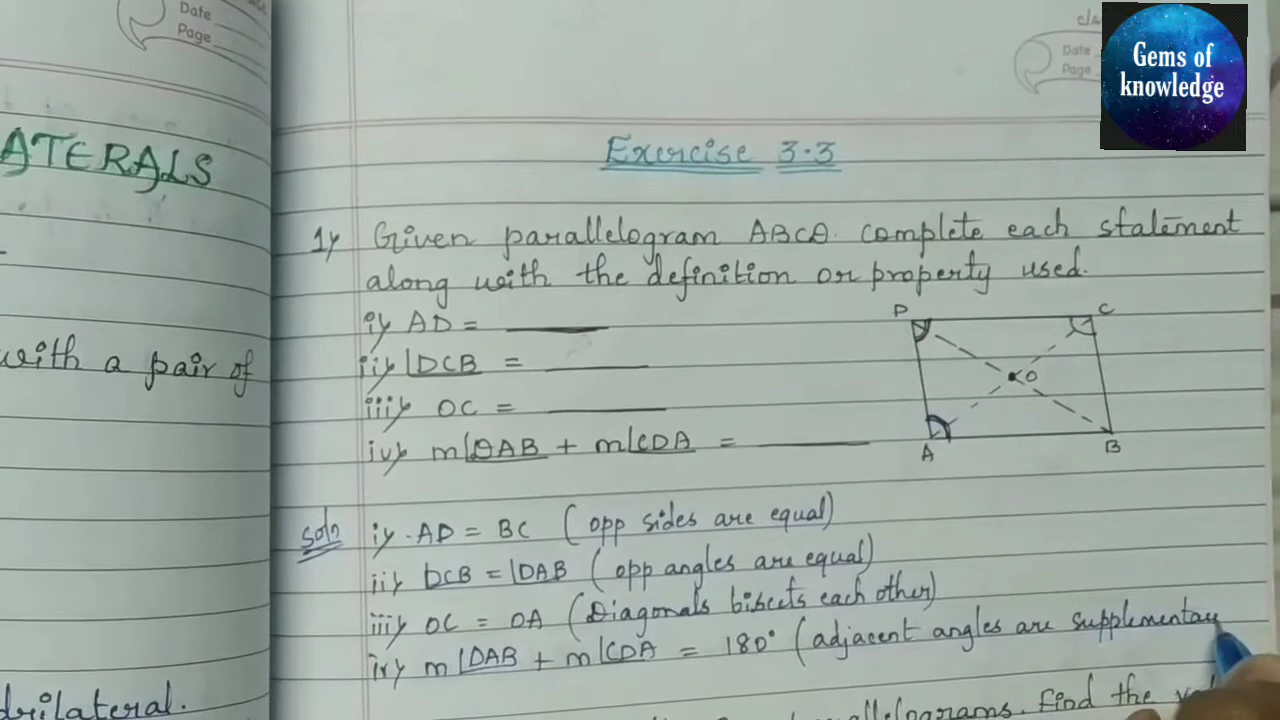 Date
Page
Date
Page
Gems of
knowledge
ATERALS
Exercise 3.3
1) Given parallelogram ABCD. complete each statement
along with the definition or property used.
i) AD =
ii) ∠DCB =
iii) OC =
iv) m∠DAB + m∠CDA =
D
C
O
A
B
Soln
i) AD = BC (opp sides are equal)
ii) DCB = ∠DAB (opp angles are equal)
iii) OC = OA (Diagonals bisects each other)
iv) m∠DAB + m∠CDA = 180° (adjacent angles are supplementary
with a pair of
drilateral.
find the